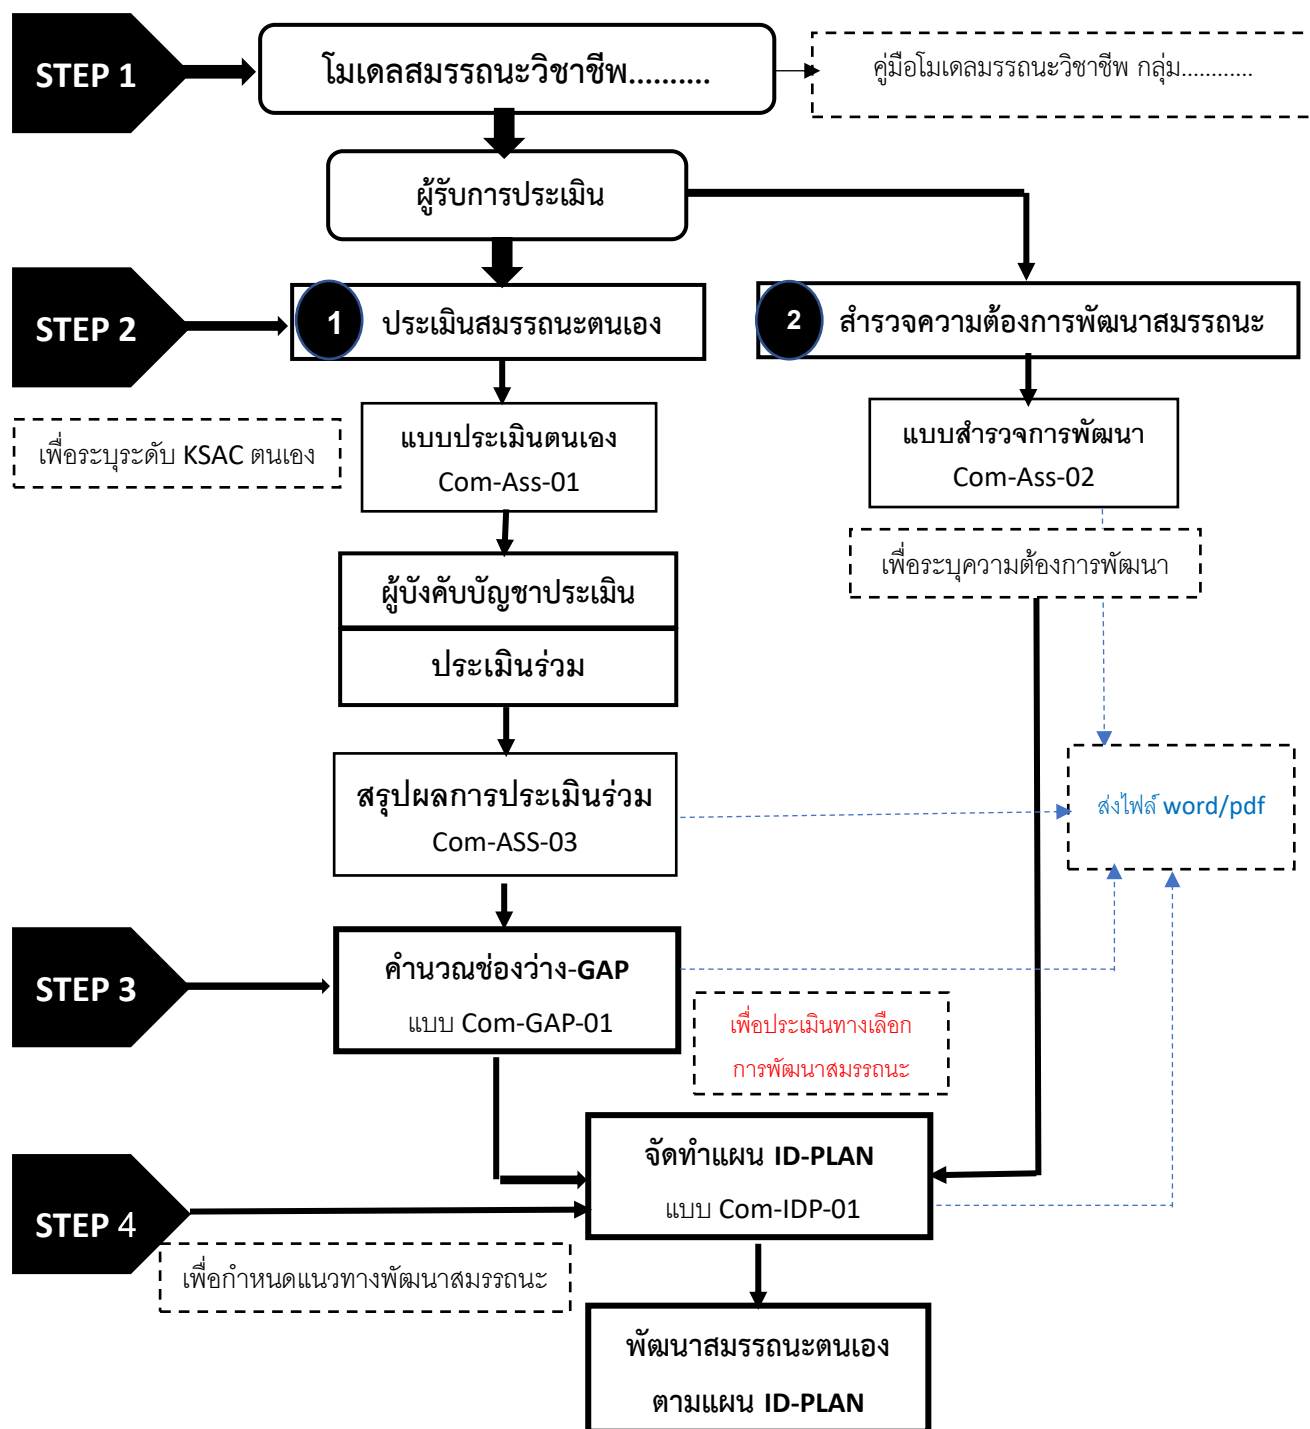 STEP 1
โมเดลสมรรถนะวิชาชีพ..........
คู่มือโมเดลมรรถนะวิชาชีพ กลุ่ม............
ผู้รับการประเมิน
STEP 2
1
ประเมินสมรรถนะตนเอง
2
สำรวจความต้องการพัฒนาสมรรถนะ
เพื่อระบุระดับ KSAC ตนเอง
แบบประเมินตนเอง
Com-Ass-01
แบบสำรวจการพัฒนา
Com-Ass-02
เพื่อระบุความต้องการพัฒนา
ผู้บังคับบัญชาประเมิน
ประเมินร่วม
สรุปผลการประเมินร่วม
Com-ASS-03
ส่งไฟล์ word/pdf
STEP 3
คำนวณช่องว่าง-GAP
แบบ Com-GAP-01
เพื่อประเมินทางเลือก
การพัฒนาสมรรถนะ
STEP 4
จัดทำแผน ID-PLAN
แบบ Com-IDP-01
เพื่อกำหนดแนวทางพัฒนาสมรรถนะ
พัฒนาสมรรถนะตนเอง
ตามแผน ID-PLAN